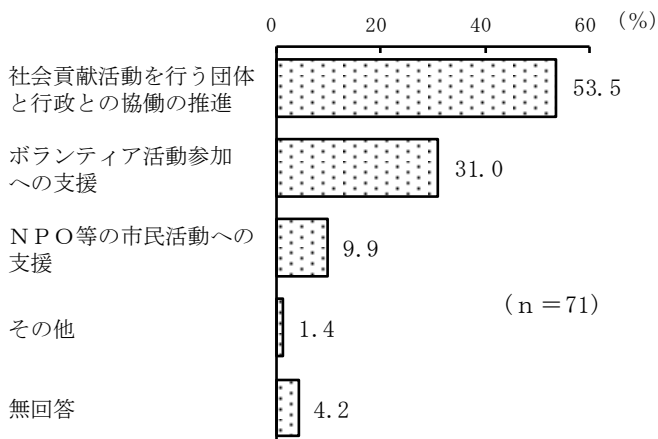 0 20 40 60 (%)
社会貢献活動を行う団体
と行政との協働の推進
53.5
ボランティア活動参加
への支援
31.0
NPO等の市民活動への
支援
9.9
(n=71)
その他
1.4
無回答
4.2